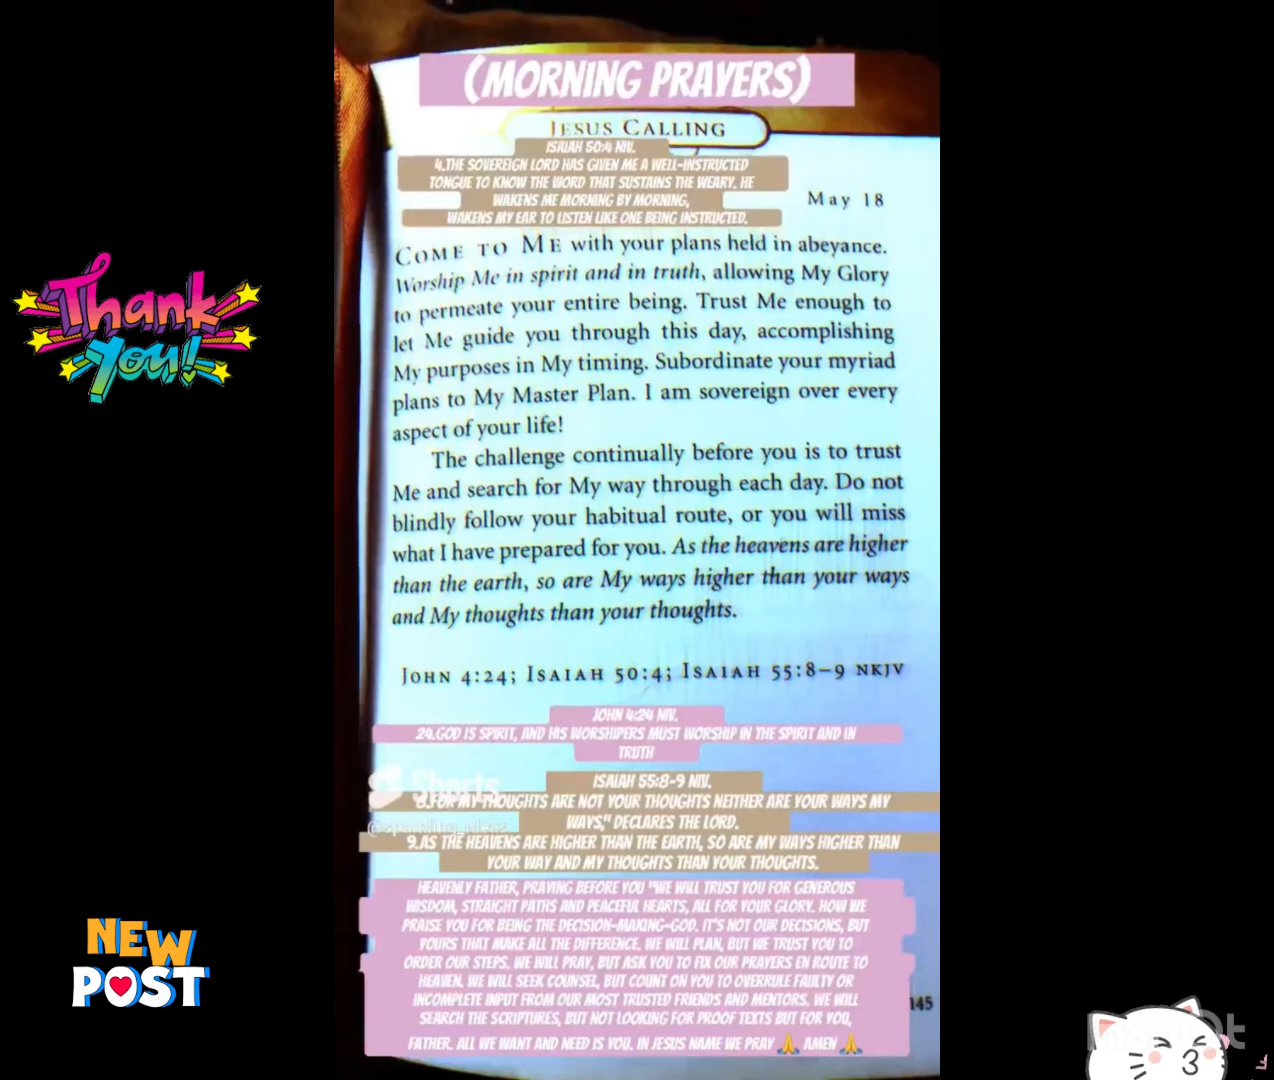 (MORNING PRAYERS)
JESUS CALLING
ISAIAH 50:4 NIV.
4.THE SOVEREIGN LORD HAS GIVEN ME A WELL-INSTRUCTED
TONGUE TO KNOW THE WORD THAT SUSTAINS THE WEARY. HE
WAKENS ME MORNING BY MORNING,
WAKENS MY EAR TO LISTEN LIKE ONE BEING INSTRUCTED.
May 18
COME TO ME with your plans held in abeyance.
Worship Me in spirit and in truth, allowing My Glory
to permeate your entire being. Trust Me enough to
let Me guide you through this day, accomplishing
My purposes in My timing. Subordinate your myriad
plans to My Master Plan. I am sovereign over every
aspect of your life!
The challenge continually before you is to trust
Me and search for My way through each day. Do not
blindly follow your habitual route, or you will miss
what I have prepared for you. As the heavens are higher
than the earth, so are My ways higher than your ways
and My thoughts than your thoughts.
JOHN 4:24; ISAIAH 50:4; ISAIAH 55:8–9 NKJV
JOHN 4:24 NIV.
24.GOD IS SPIRIT, AND HIS WORSHIPERS MUST WORSHIP IN THE SPIRIT AND IN
TRUTH
ISAIAH 55:8-9 NIV.
Shorts
8.FOR MY THOUGHTS ARE NOT YOUR THOUGHTS NEITHER ARE YOUR WAYS MY
WAYS," DECLARES THE LORD.
9.AS THE HEAVENS ARE HIGHER THAN THE EARTH, SO ARE MY WAYS HIGHER THAN
YOUR WAY AND MY THOUGHTS THAN YOUR THOUGHTS.
HEAVENLY FATHER, PRAYING BEFORE YOU "WE WILL TRUST YOU FOR GENEROUS
WISDOM, STRAIGHT PATHS AND PEACEFUL HEARTS, ALL FOR YOUR GLORY. HOW WE
PRAISE YOU FOR BEING THE DECISION-MAKING-GOD. IT'S NOT OUR DECISIONS, BUT
YOURS THAT MAKE ALL THE DIFFERENCE. WE WILL PLAN, BUT WE TRUST YOU TO
ORDER OUR STEPS. WE WILL PRAY, BUT ASK YOU TO FIX OUR PRAYERS EN ROUTE TO
HEAVEN. WE WILL SEEK COUNSEL, BUT COUNT ON YOU TO OVERRULE FAULTY OR
INCOMPLETE INPUT FROM OUR MOST TRUSTED FRIENDS AND MENTORS. WE WILL
SEARCH THE SCRIPTURES, BUT NOT LOOKING FOR PROOF TEXTS BUT FOR YOU,
FATHER. ALL WE WANT AND NEED IS YOU. IN JESUS NAME WE PRAY 🙏 AMEN 🙏
145
Thank
you!
NEW
POST